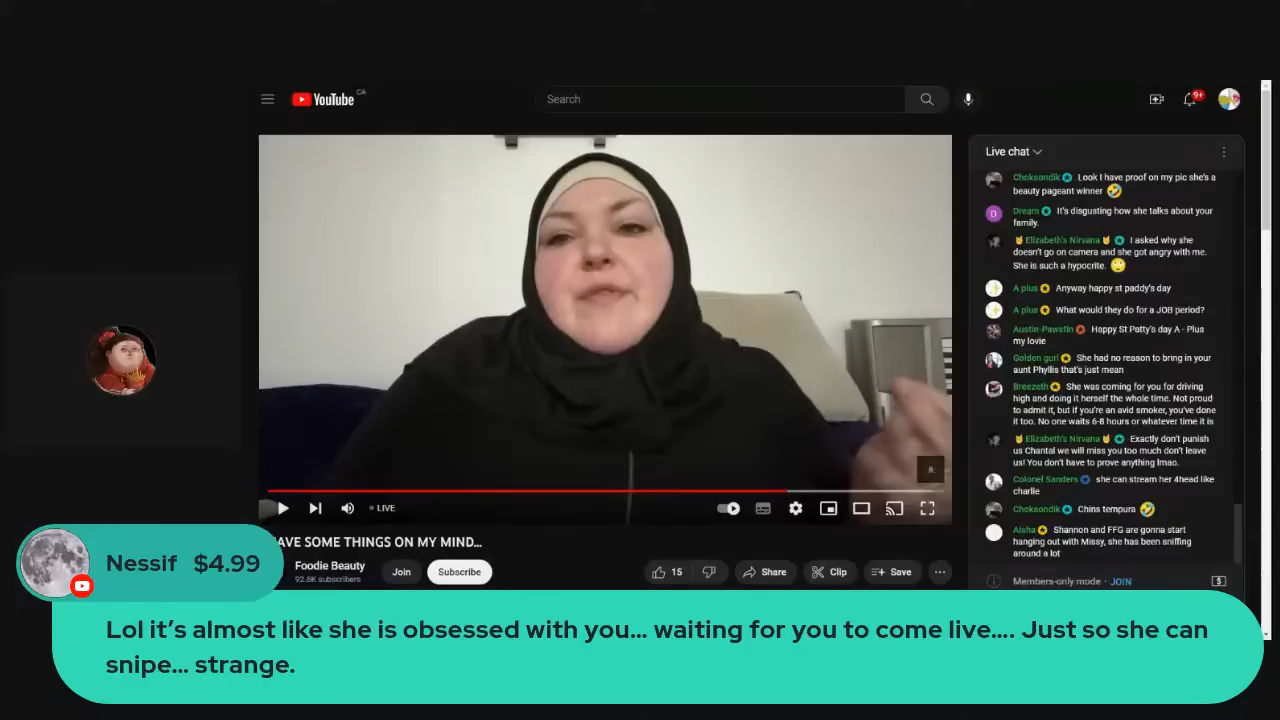 YouTube CA
Search
9+
Live chat
Choksondik Look I have proof on my pic she's a
beauty pageant winner 🤣
D
Dream It's disgusting how she talks about your
family.
🤘Elizabeth's Nirvana🤘 I asked why she
doesn't go on camera and she got angry with me.
She is such a hypocrite. 🙄
A plus Anyway happy st paddy's day
A plus What would they do for a JOB period?
Austin-Pawstin Happy St Patty's day A - Plus
my lovie
Golden gurl She had no reason to bring in your
aunt Phyllis that's just mean
Breezeth She was coming for you for driving
high and doing it herself the whole time. Not proud
to admit it, but if you're an avid smoker, you've done
it too. No one waits 6-8 hours or whatever time it is
🤘Elizabeth's Nirvana🤘 Exactly don't punish
us Chantal we will miss you too much don't leave
us! You don't have to prove anything lmao.
Colonel Sanders she can stream her 4head like
charlie
Choksondik Chins tempura 🤣
Aisha Shannon and FFG are gonna start
hanging out with Missy, she has been sniffing
around a lot
Members-only mode · JOIN
LIVE
AVE SOME THINGS ON MY MIND...
Foodie Beauty
92.6K subscribers
Join
Subscribe
15
Share
Clip
Save
Nessif $4.99
Lol it's almost like she is obsessed with you... waiting for you to come live.... Just so she can
snipe... strange.